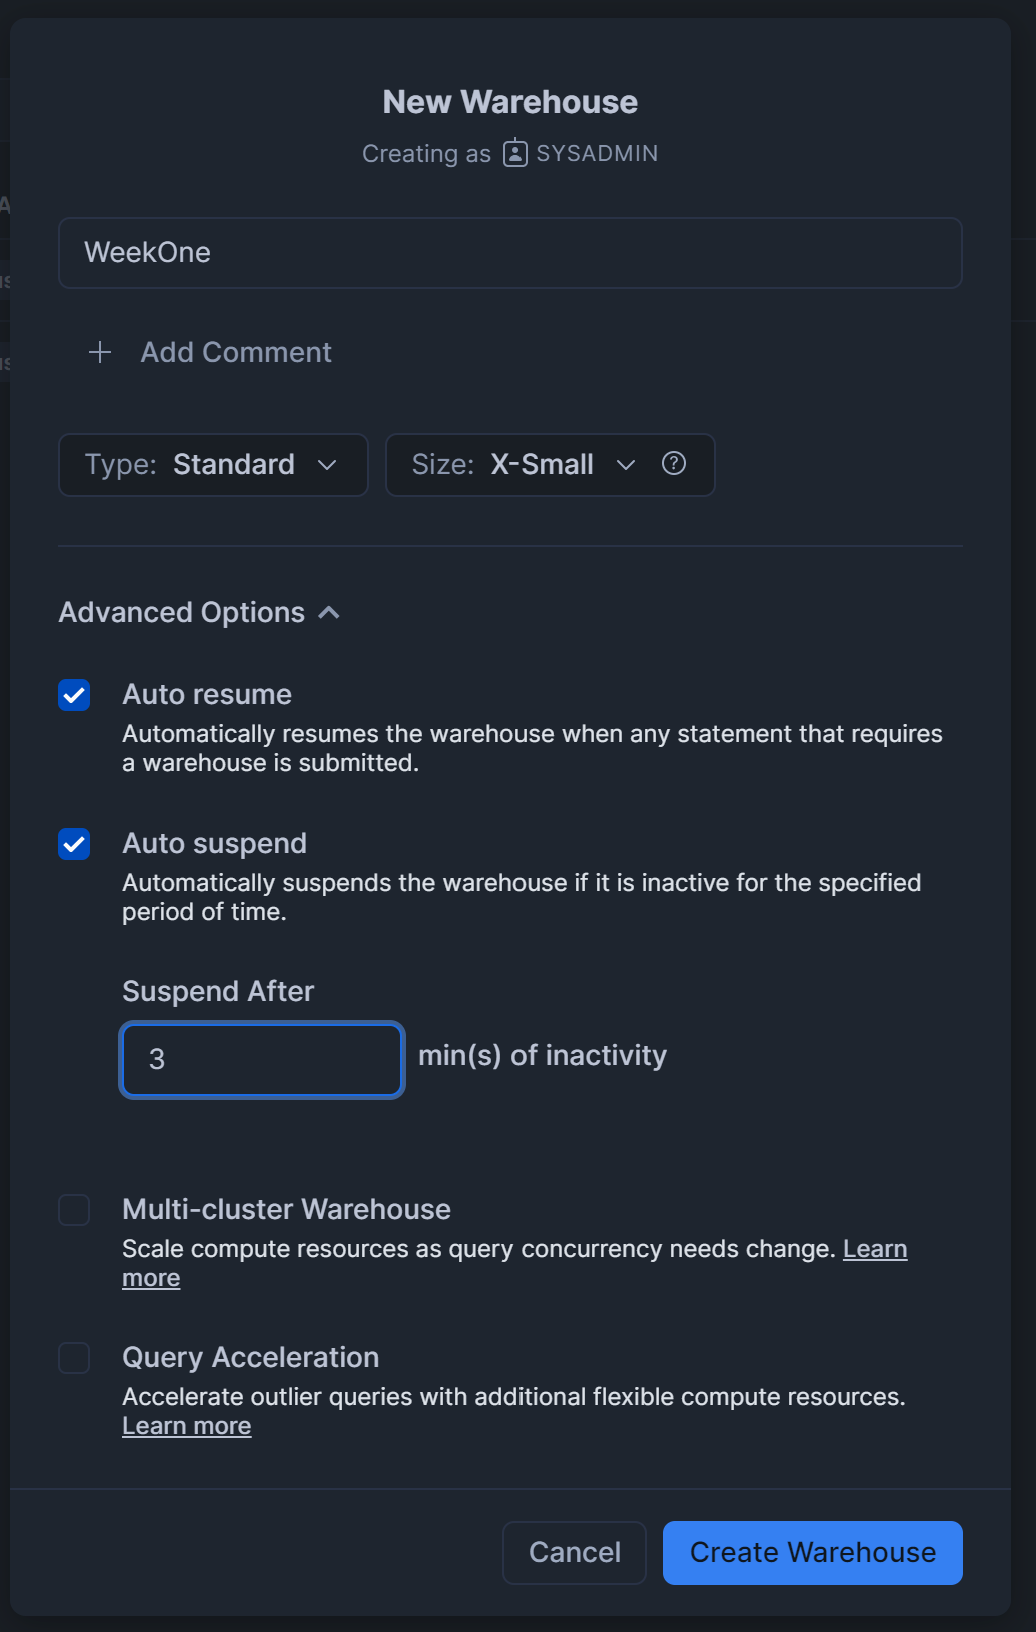 New Warehouse
Creating as SYSADMIN
WeekOne
Add Comment
Type: Standard
Size: X-Small
Advanced Options
Auto resume
Automatically resumes the warehouse when any statement that requires
a warehouse is submitted.
Auto suspend
Automatically suspends the warehouse if it is inactive for the specified
period of time.
Suspend After
3 min(s) of inactivity
Multi-cluster Warehouse
Scale compute resources as query concurrency needs change. Learn
more
Query Acceleration
Accelerate outlier queries with additional flexible compute resources.
Learn more
Cancel
Create Warehouse